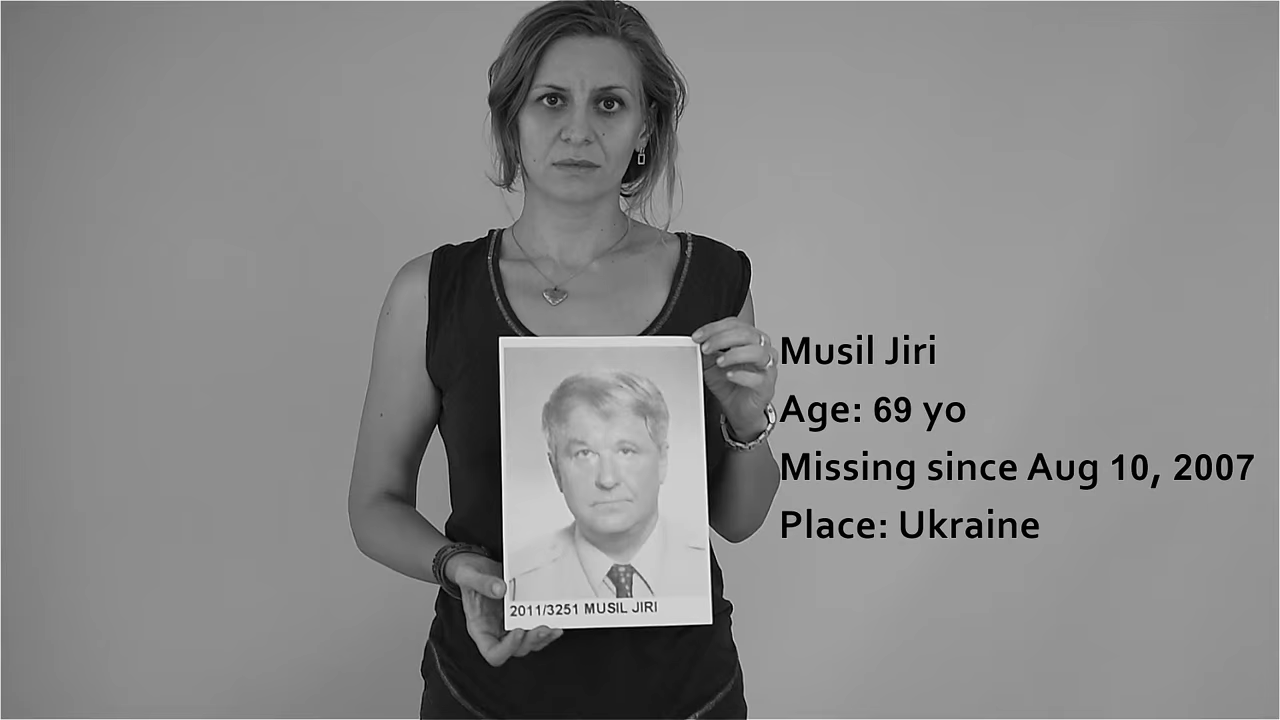 Musil Jiri
Age: 69 yo
Missing since Aug 10, 2007
Place: Ukraine
2011/3251 MUSIL JIRI